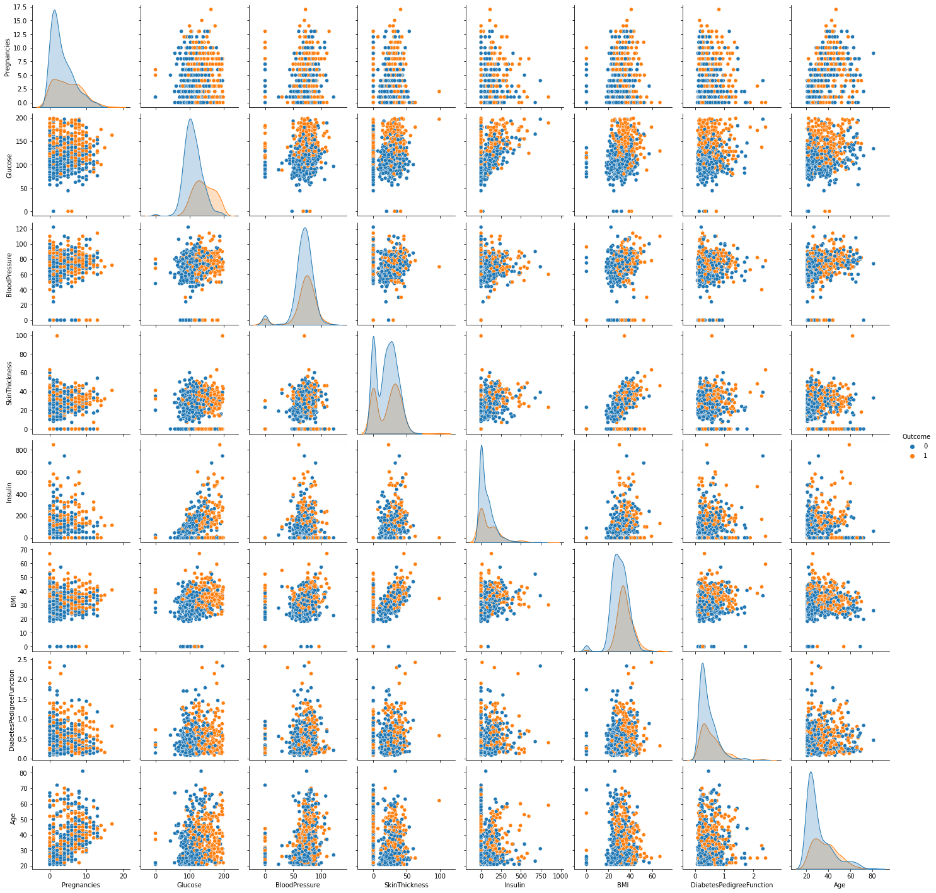 17.5
15.0
12.5
10.0
7.5
5.0
2.5
0.0
Pregnancies
200
150
100
50
0
Glucose
120
100
80
60
40
20
0
BloodPressure
100
80
60
40
20
0
SkinThickness
Outcome
0
1
800
600
400
200
0
Insulin
70
60
50
40
30
20
10
0
BMI
2.5
2.0
1.5
1.0
0.5
0.0
DiabetesPedigreeFunction
80
70
60
50
40
30
20
Age
0 10 20
0 100 200
0 50 100
0 50 100
0 250 500 750 1000
0 20 40 60
0 1 2
20 40 60 80
Pregnancies
Glucose
BloodPressure
SkinThickness
Insulin
BMI
DiabetesPedigreeFunction
Age